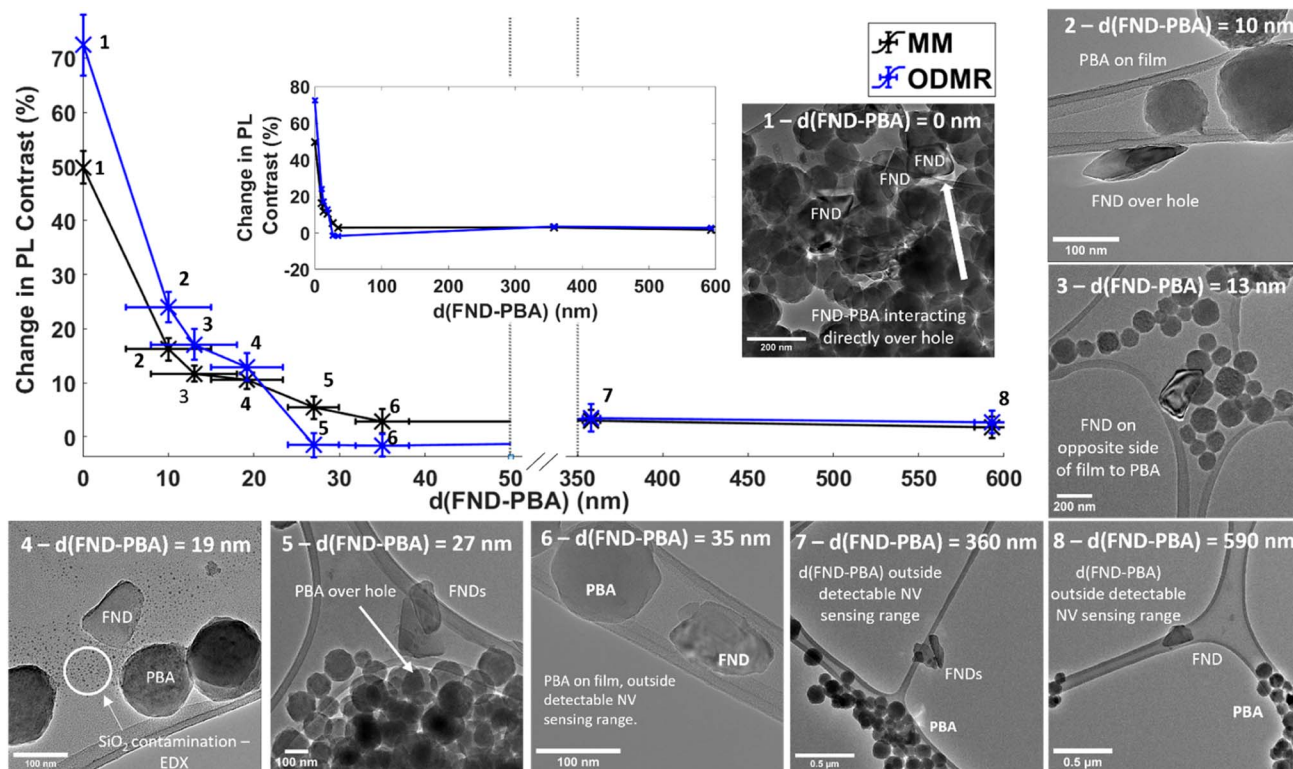 Change in PL Contrast (%)
70
60
50
40
30
20
10
0
1
1
2
2
3
3
4
4
5
5
6
6
7
8
0
10
20
30
40
50
350
400
450
500
550
600
d(FND-PBA) (nm)
MM
ODMR
Change in PL
Contrast (%)
80
60
40
20
0
-20
0
100
200
300
400
500
600
d(FND-PBA) (nm)
1 – d(FND-PBA) = 0 nm
FND
FND
FND
FND-PBA interacting
directly over hole
200 nm
2 – d(FND-PBA) = 10 nm
PBA on film
FND over hole
100 nm
3 – d(FND-PBA) = 13 nm
FND on
opposite side
of film to PBA
200 nm
4 – d(FND-PBA) = 19 nm
FND
PBA
SiO₂ contamination –
EDX
100 nm
5 – d(FND-PBA) = 27 nm
PBA over hole
FNDs
100 nm
6 – d(FND-PBA) = 35 nm
PBA
FND
PBA on film, outside
detectable NV
sensing range.
100 nm
7 – d(FND-PBA) = 360 nm
d(FND-PBA) outside
detectable NV
sensing range
FNDs
PBA
0.5 µm
8 – d(FND-PBA) = 590 nm
d(FND-PBA)
outside detectable
NV sensing range
FND
PBA
0.5 µm